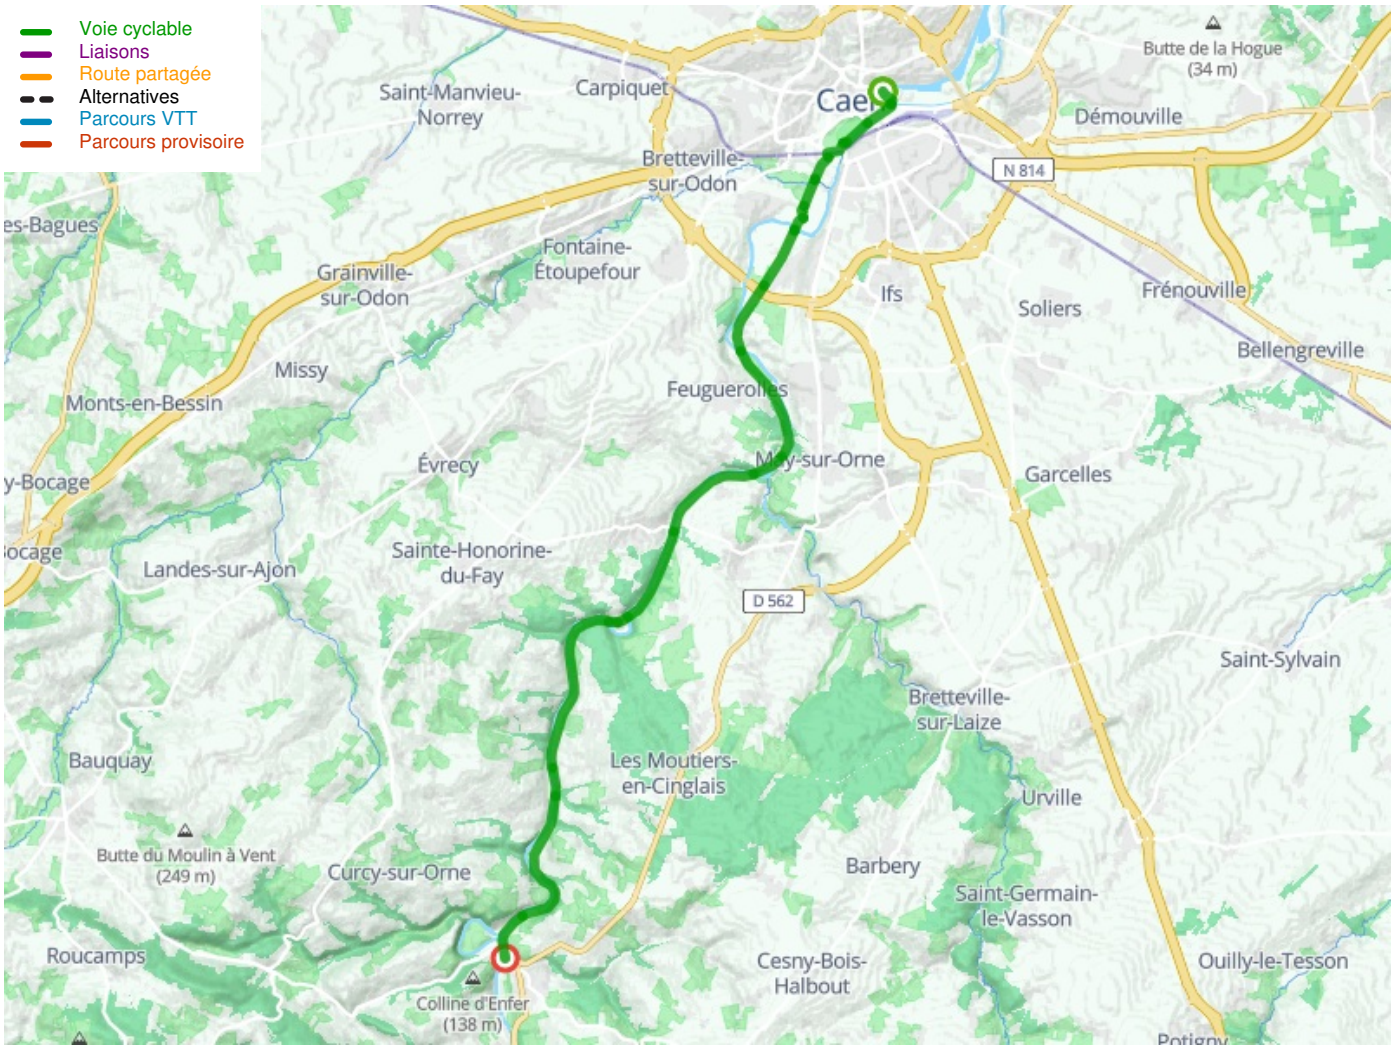 Voie cyclable
Liaisons
Route partagée
Alternatives
Parcours VTT
Parcours provisoire
Butte de la Hogue
(34 m)
Saint-Manvieu-
Norrey
Carpiquet
Caen
Démouville
Bretteville-
sur-Odon
N 814
es-Bagues
Fontaine-
Étoupefour
Grainville-
sur-Odon
Ifs
Soliers
Frénouville
Bellengreville
Missy
Feuguerolles
Monts-en-Bessin
Évrecy
May-sur-Orne
Garcelles
y-Bocage
Bocage
Landes-sur-Ajon
Sainte-Honorine-
du-Fay
D 562
Saint-Sylvain
Bretteville-
sur-Laize
Bauquay
Les Moutiers-
en-Cinglais
Urville
Butte du Moulin à Vent
(249 m)
Curcy-sur-Orne
Barbery
Saint-Germain-
le-Vasson
Roucamps
Cesny-Bois-
Halbout
Ouilly-le-Tesson
Colline d'Enfer
(138 m)
Potigny